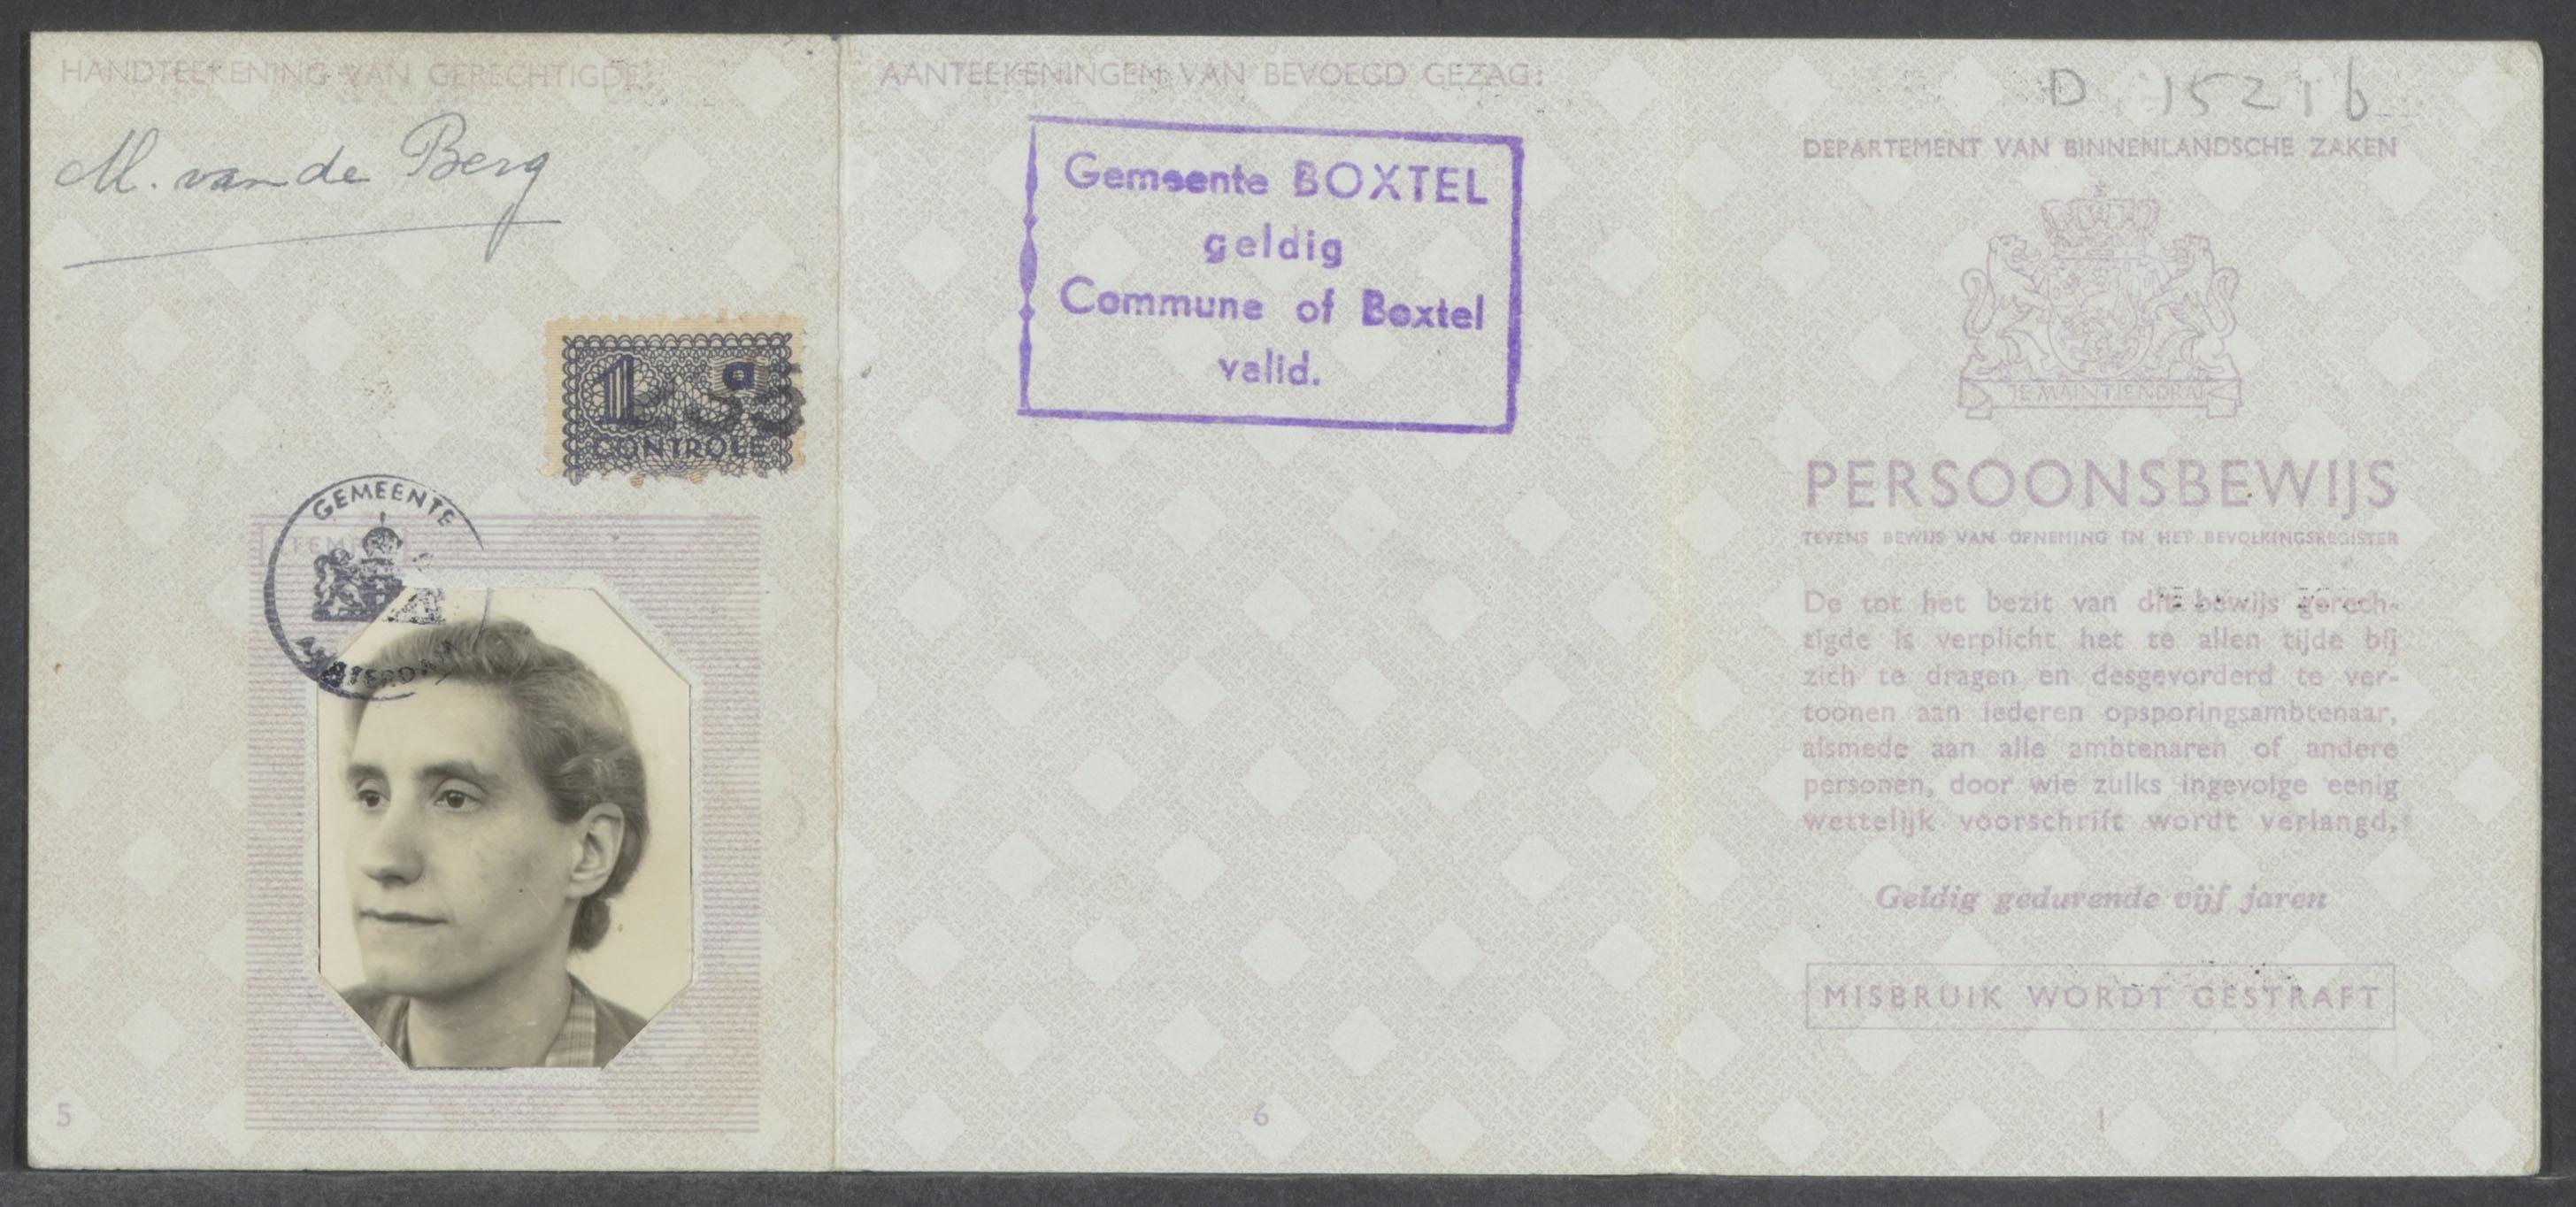 HANDTEEKENING VAN GERECHTIGDE:
M. van de Berg
1 a
CONTROLE
GEMEENTE
AMSTERDAM
5
AANTEEKENINGEN VAN BEVOEGD GEZAG:
Gemeente BOXTEL
geldig
Commune of Boxtel
valid.
6
D 15216
DEPARTEMENT VAN BINNENLANDSCHE ZAKEN
JE MAINTIENDRAI
PERSOONSBEWIJS
TEVENS BEWIJS VAN OPNEMING IN HET BEVOLKINGSREGISTER
De tot het bezit van dit bewijs gerech-
tigde is verplicht het te allen tijde bij
zich te dragen en desgevorderd te ver-
toonen aan iederen opsporingsambtenaar,
alsmede aan alle ambtenaren of andere
personen, door wie zulks ingevolge eenig
wettelijk voorschrift wordt verlangd.
Geldig gedurende vijf jaren
MISBRUIK WORDT GESTRAFT
1